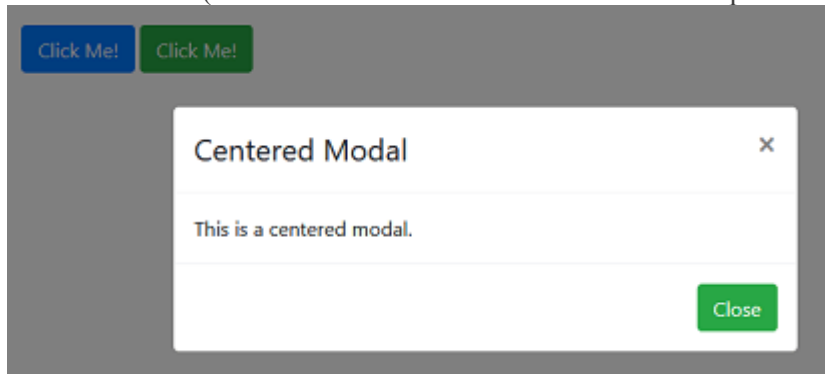 Click Me! Click Me!
Centered Modal ×
This is a centered modal.
Close